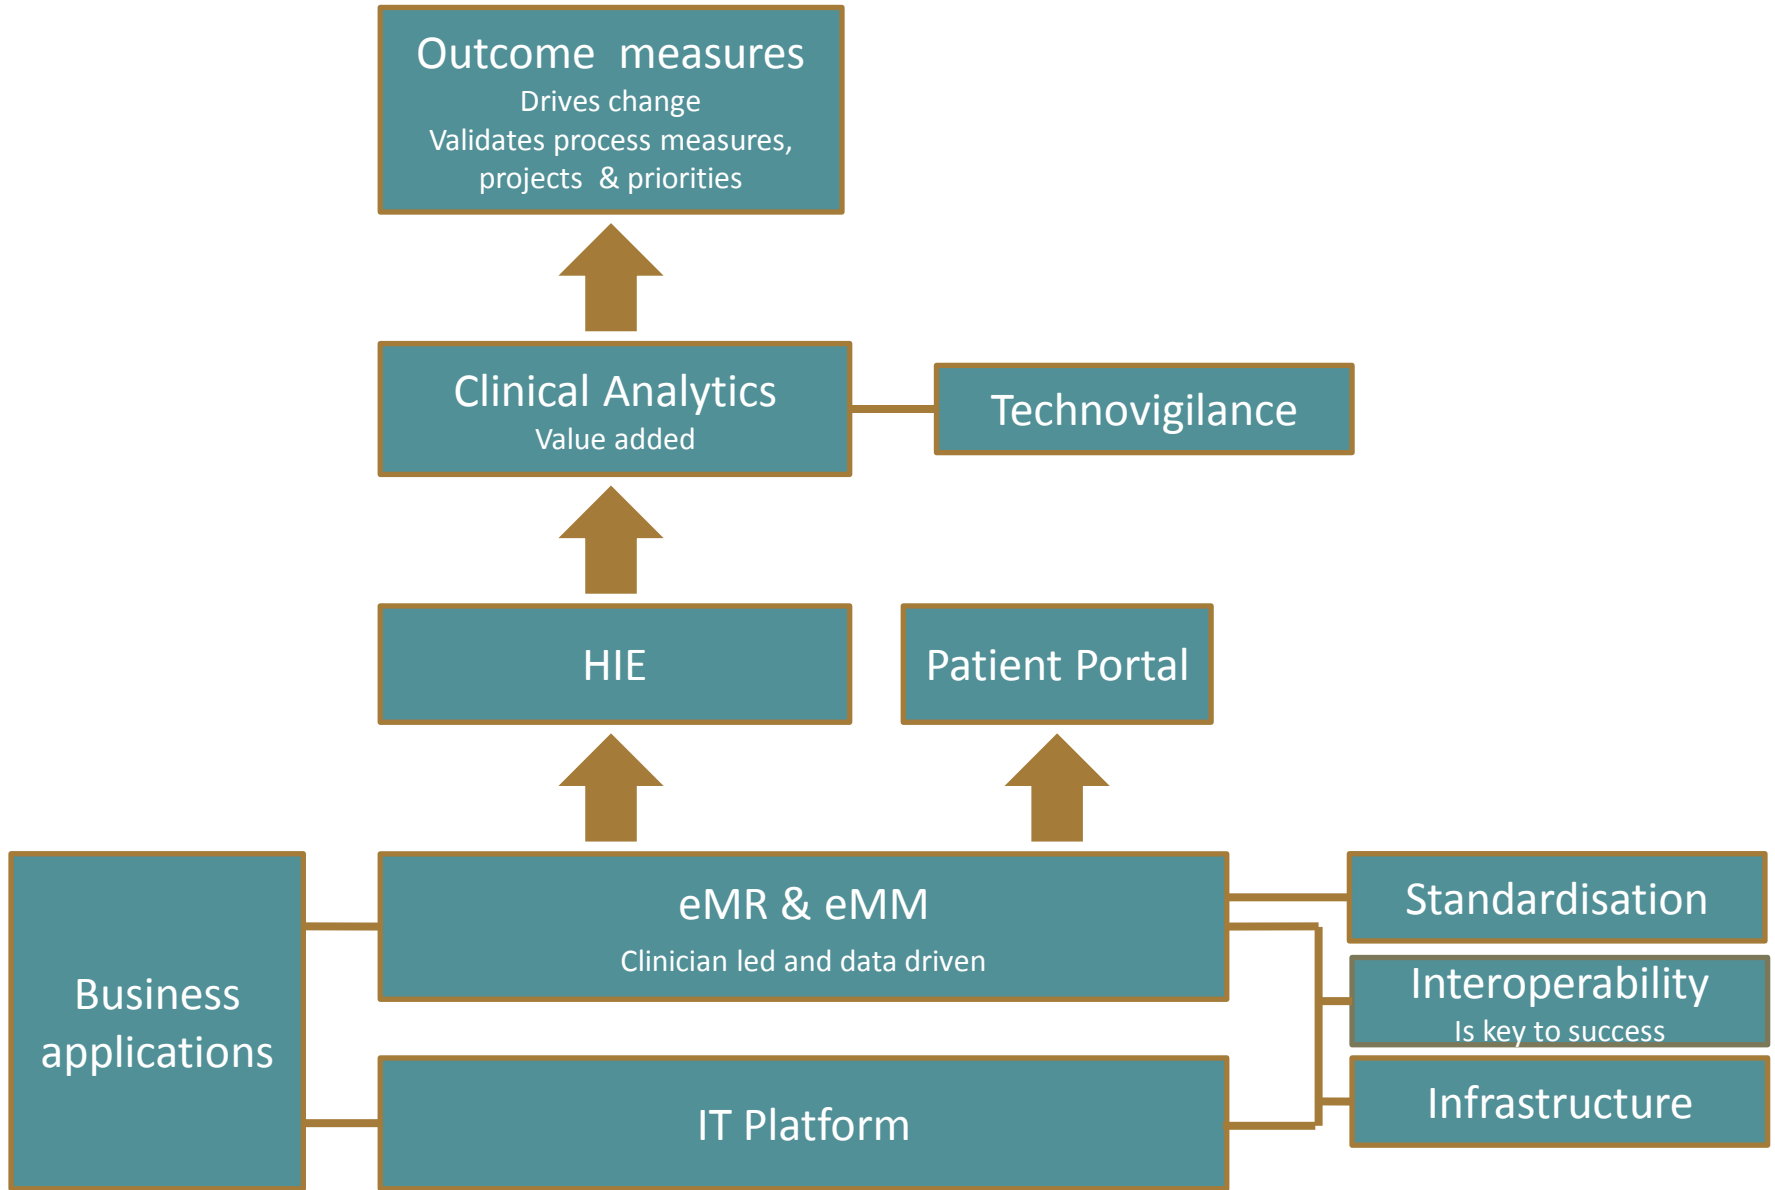 Outcome measures
Drives change
Validates process measures,
projects & priorities
Clinical Analytics
Value added
Technovigilance
HIE
Patient Portal
Business
applications
eMR & eMM
Clinician led and data driven
IT Platform
Standardisation
Interoperability
Is key to success
Infrastructure